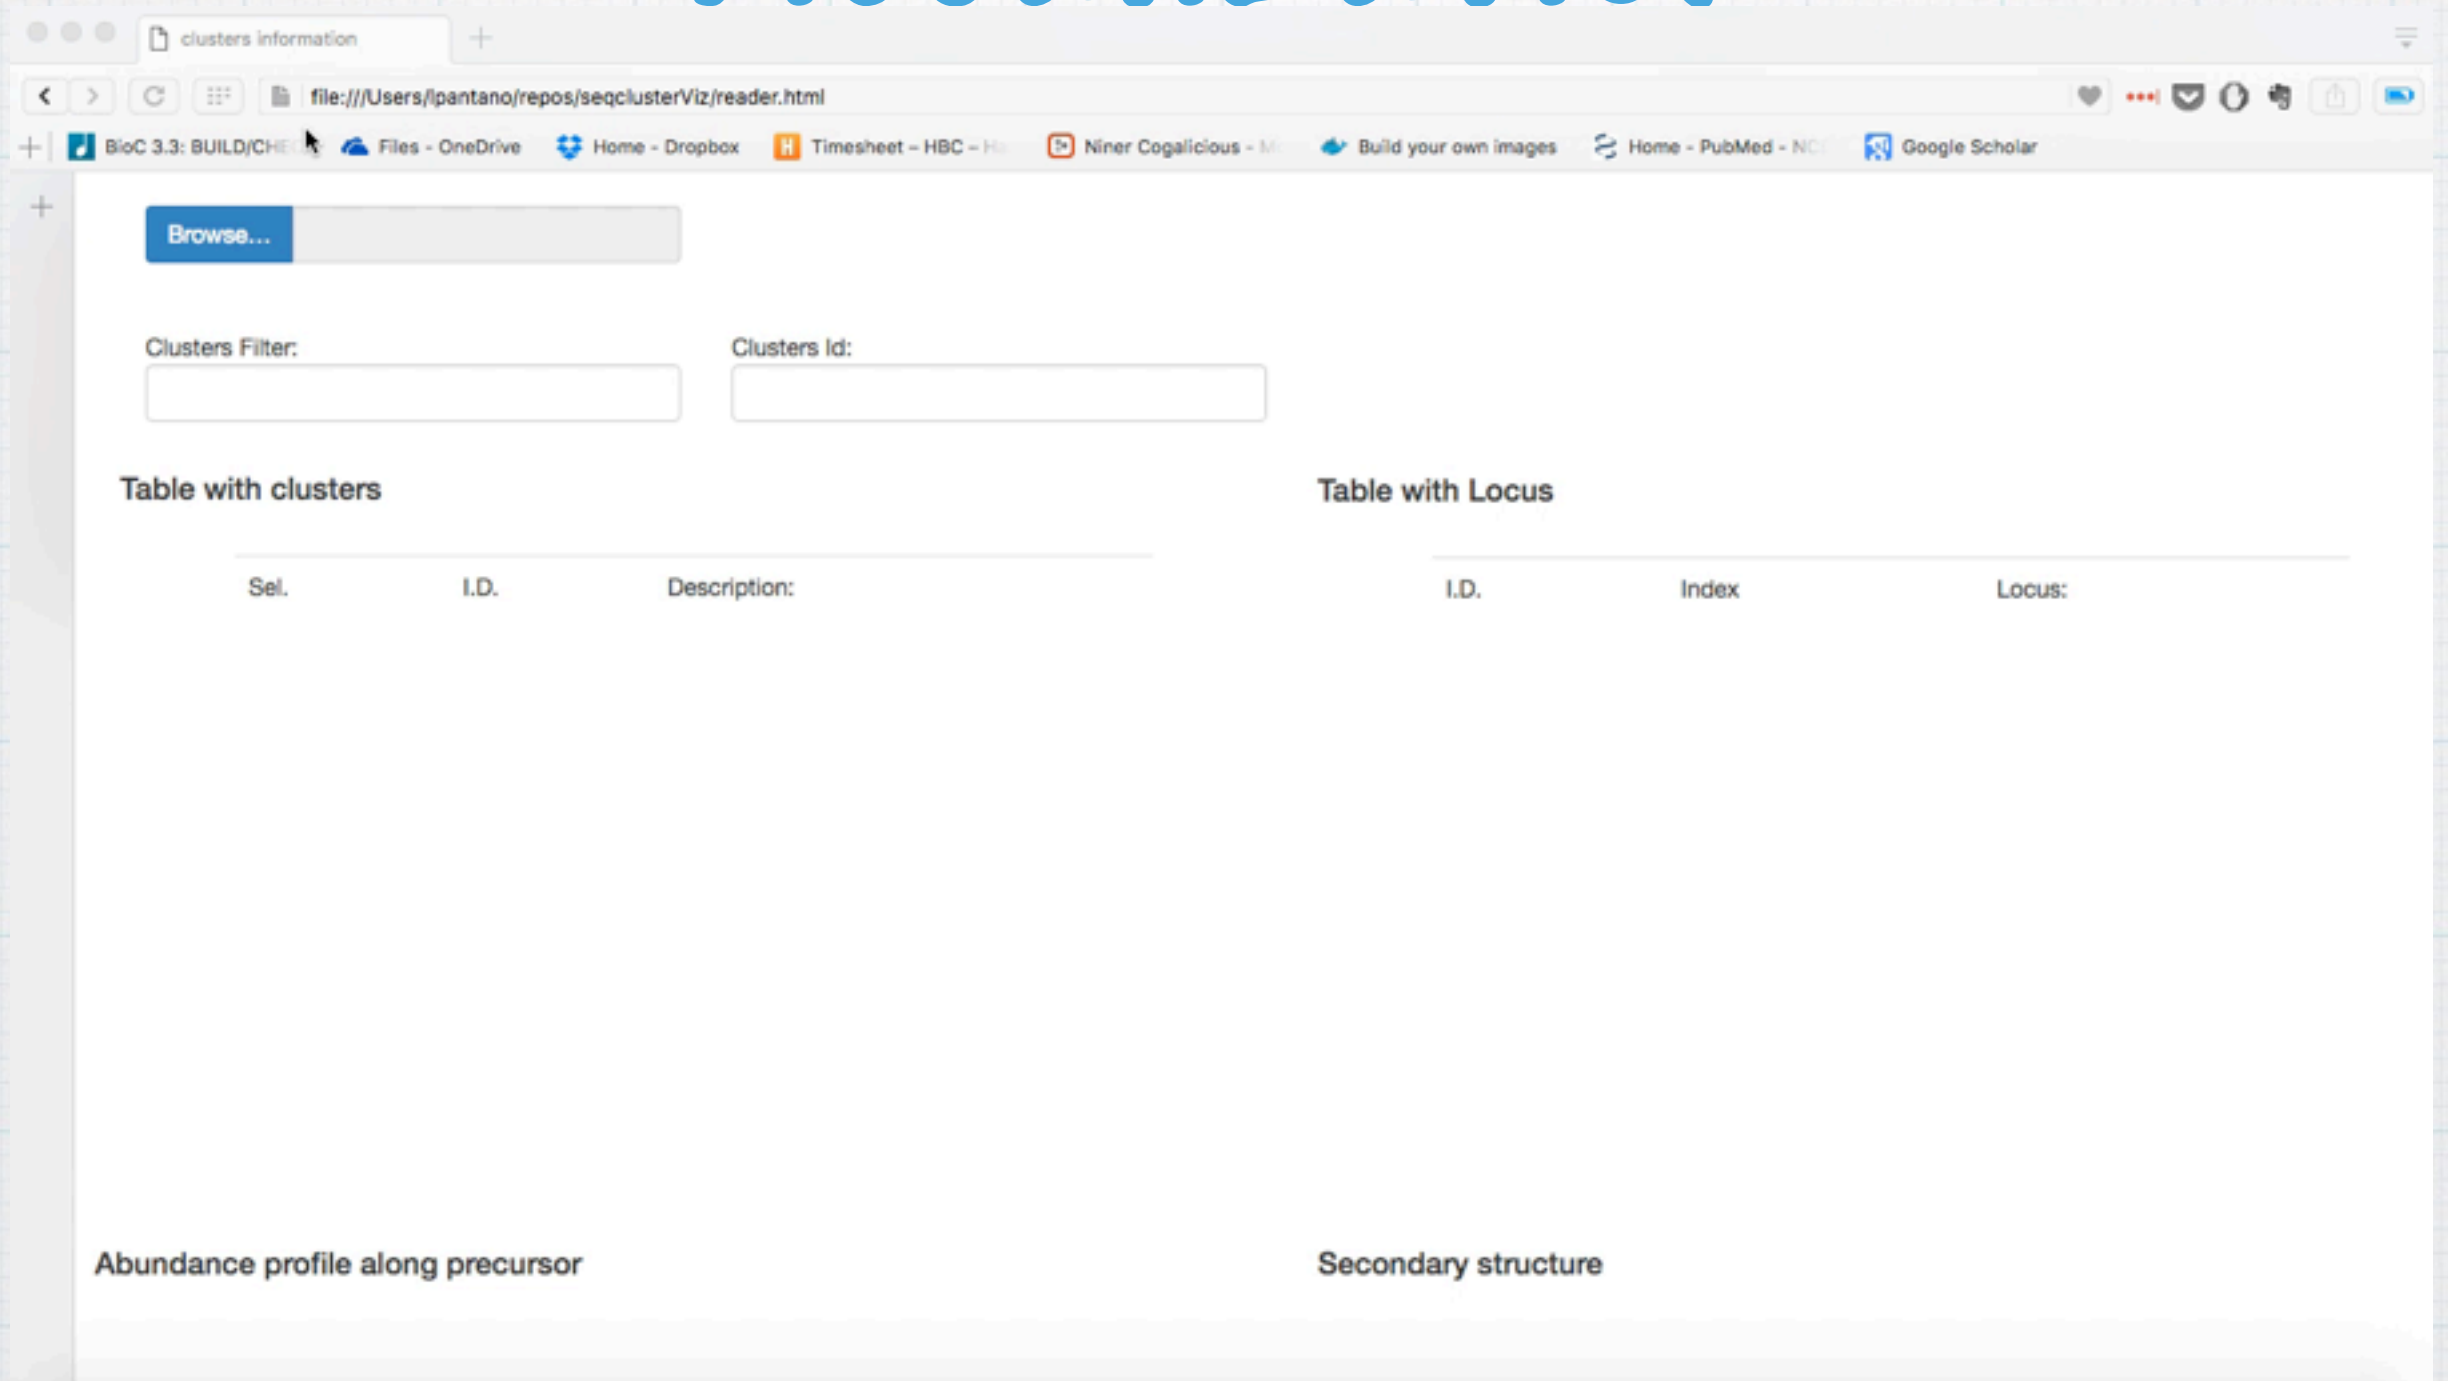 clusters information
file:///Users/lpantano/repos/seqclusterViz/reader.html
BioC 3.3: BUILD/CHE Files - OneDrive Home - Dropbox Timesheet – HBC – Niner Cogalicious - Build your own images Home - PubMed - NC Google Scholar
Browse...
Clusters Filter: Clusters Id:
Table with clusters Table with Locus
Sel. I.D. Description: I.D. Index Locus:
Abundance profile along precursor Secondary structure